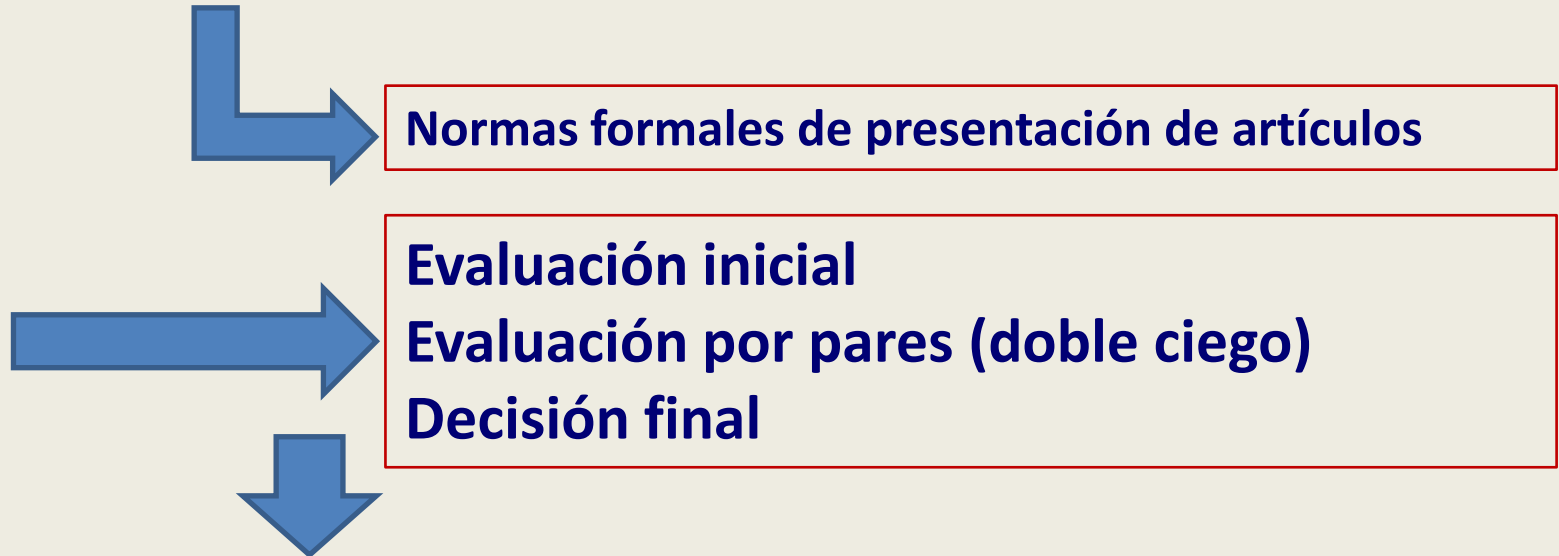 Normas formales de presentación de artículos
Evaluación inicial
Evaluación por pares (doble ciego)
Decisión final